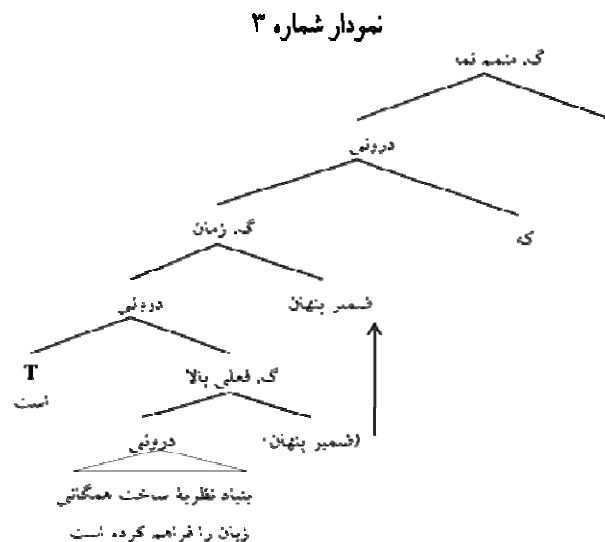 نمودار شماره ۳
گ. متمم نما
درونی
گ. زمان
که
درونی
ضمیر پنهان
T
گ. فعلی بالا
است
درونی
(ضمیر پنهان)
بنیاد نظریهٔ ساخت همگانی
زبان را فراهم کرده است